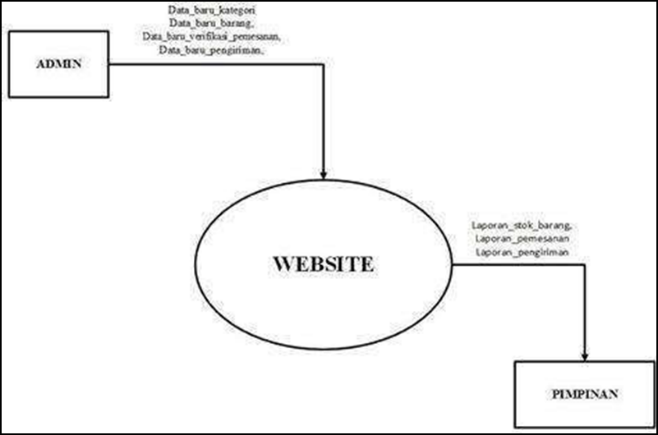 Data_baru_kategori
Data_baru_barang,
Data_baru_verifikasi_pemesanan,
Data_baru_pengiriman,
ADMIN
WEBSITE
Laporan_stok_barang,
Laporan_pemesanan
Laporan_pengiriman
PIMPINAN